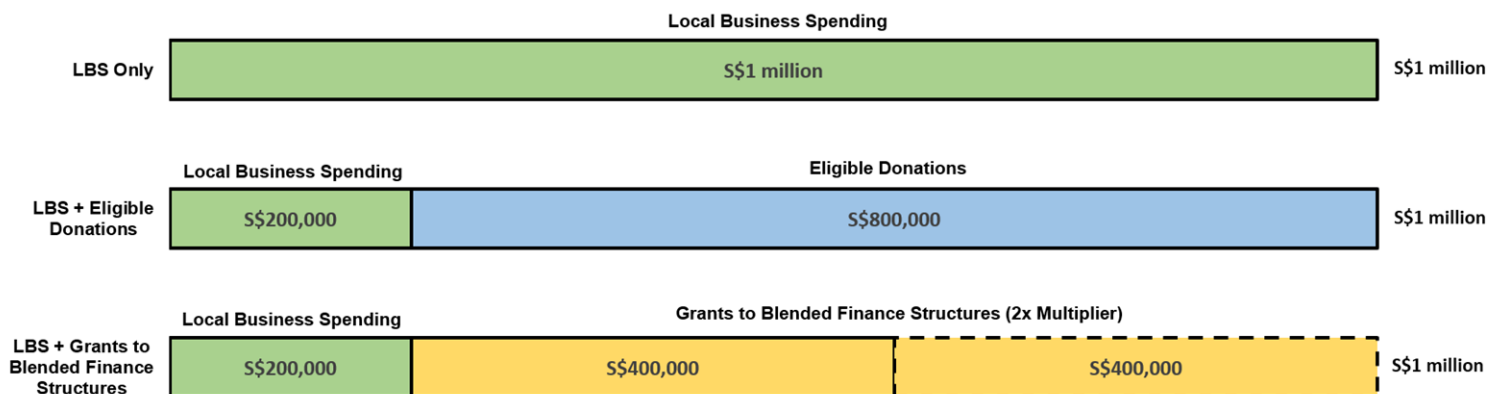 Local Business Spending
LBS Only
S$1 million
S$1 million
Local Business Spending
Eligible Donations
LBS + Eligible
Donations
S$200,000
S$800,000
S$1 million
Local Business Spending
Grants to Blended Finance Structures (2x Multiplier)
LBS + Grants to
Blended Finance
Structures
S$200,000
S$400,000
S$400,000
S$1 million